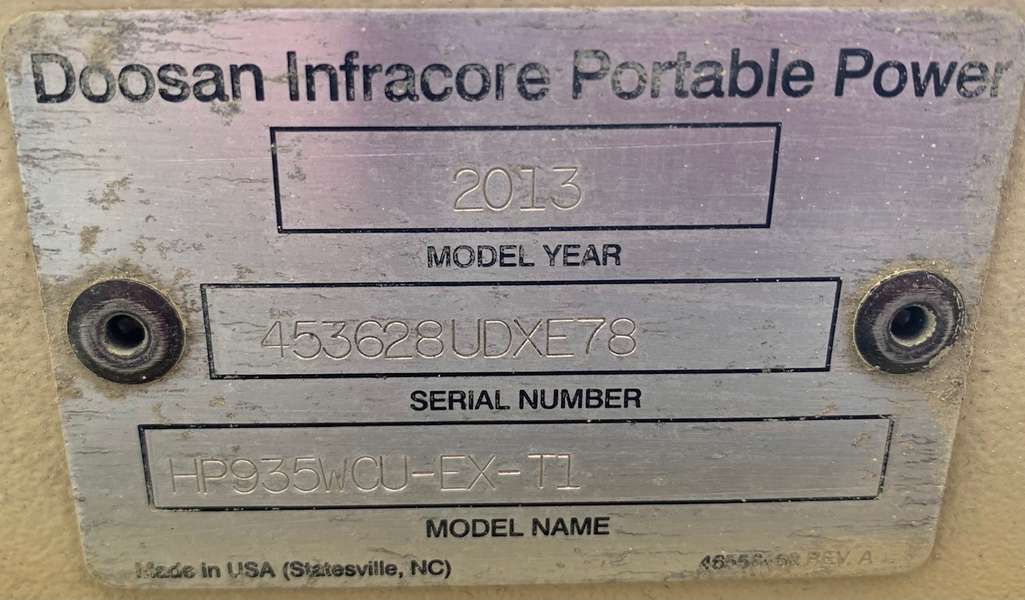 Doosan Infracore Portable Power
2013
MODEL YEAR
453628UDXE78
SERIAL NUMBER
HP935WCU-EX-T1
MODEL NAME
Made in USA (Statesville, NC)
REV. A